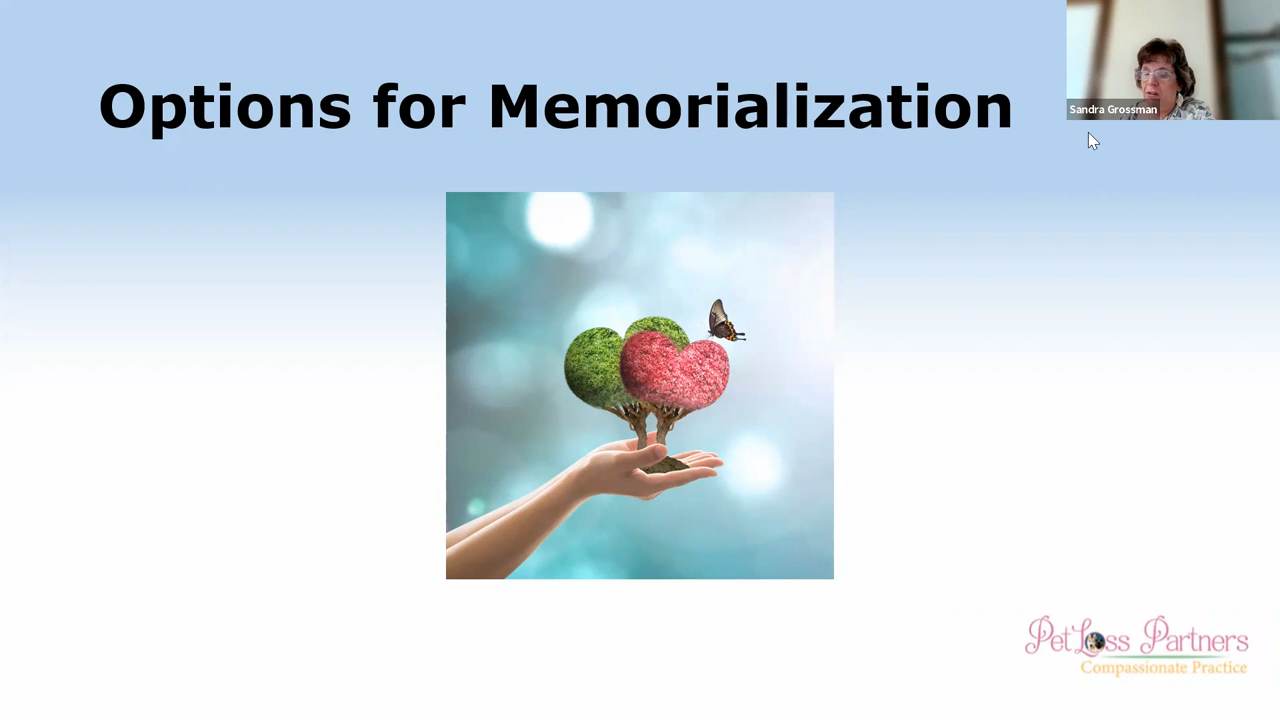 Options for Memorialization
Sandra Grossman
Pet Loss Partners
Compassionate Practice